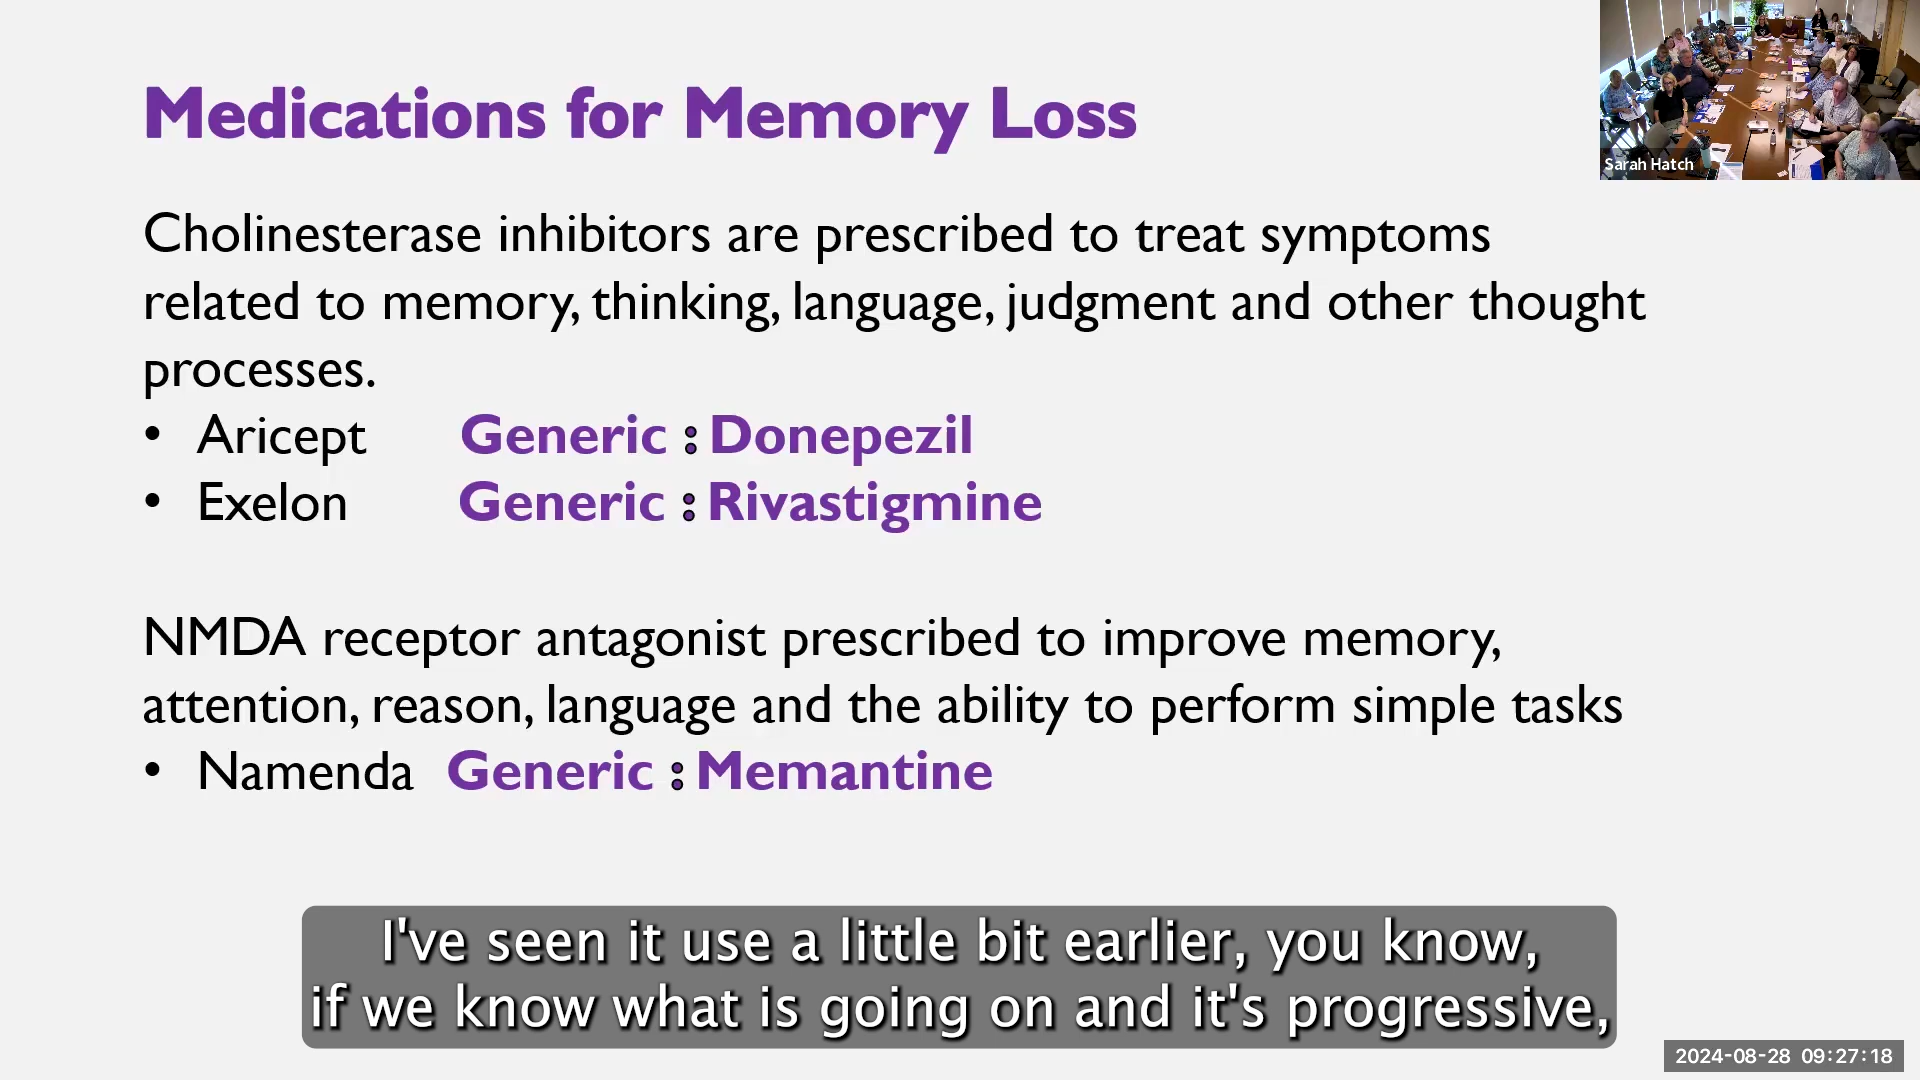 Medications for Memory Loss
Sarah Hatch
Cholinesterase inhibitors are prescribed to treat symptoms
related to memory, thinking, language, judgment and other thought
processes.
• Aricept Generic : Donepezil
• Exelon Generic : Rivastigmine
NMDA receptor antagonist prescribed to improve memory,
attention, reason, language and the ability to perform simple tasks
• Namenda Generic : Memantine
I've seen it use a little bit earlier, you know,
if we know what is going on and it's progressive,
2024-08-28 09:27:18